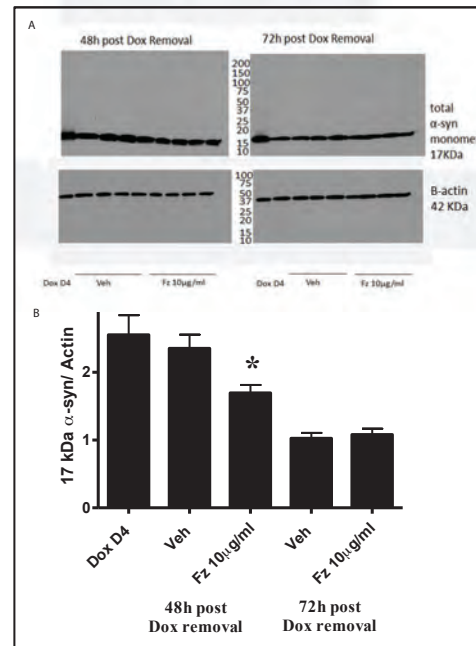 A
48h post Dox Removal
72h post Dox Removal
200
150
100
75
50
37
25
20
15
10
total
α-syn
monome
17KDa
100
75
50
37
25
20
15
10
B-actin
42 KDa
Dox D4 Veh Fz 10µg/ml Dox D4 Veh Fz 10µg/ml
B
17 kDa α-syn/ Actin
2
1
0
*
Dox D4
Veh
Fz 10µg/ml
Veh
Fz 10µg/ml
48h post
Dox removal
72h post
Dox removal